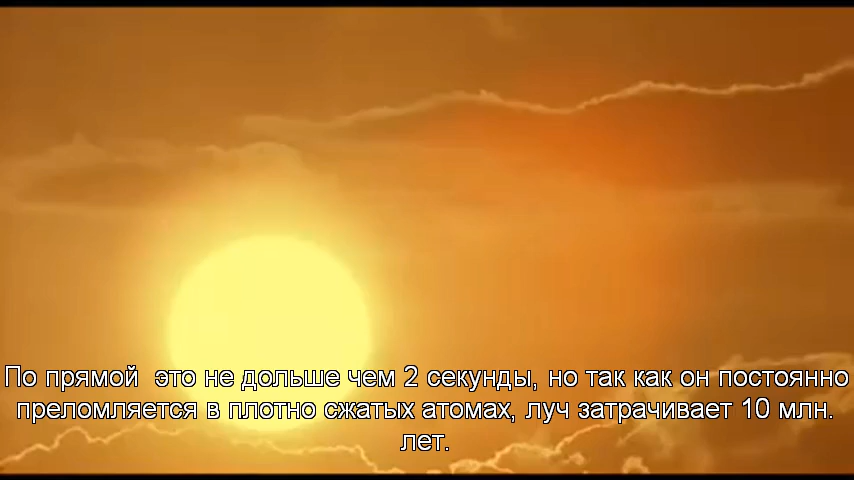 По прямой  это не дольше чем 2 секунды, но так как он постоянно
преломляется в плотно сжатых атомах, луч затрачивает 10 млн.
лет.